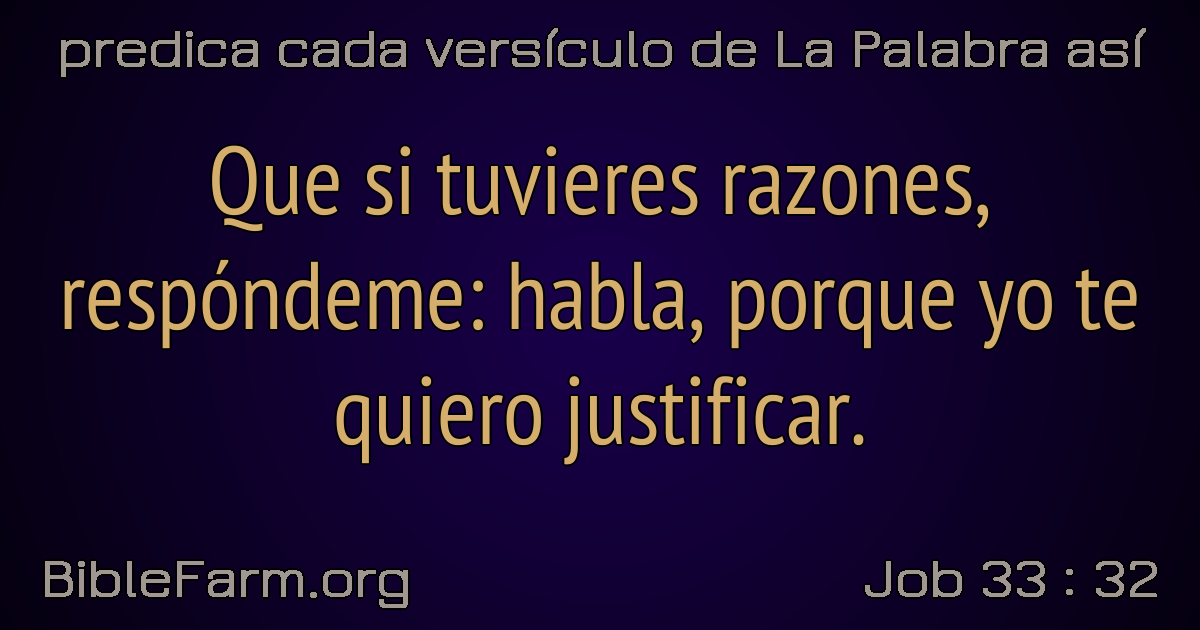 predica cada versículo de La Palabra así
Que si tuvieres razones,
respóndeme: habla, porque yo te
quiero justificar.
BibleFarm.org
Job 33 : 32